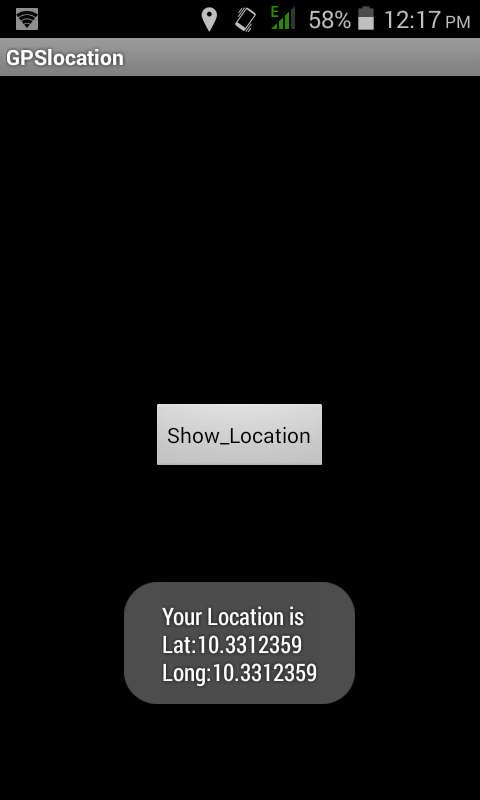 E 58% 12:17 PM
GPSlocation
Show_Location
Your Location is
Lat:10.3312359
Long:10.3312359